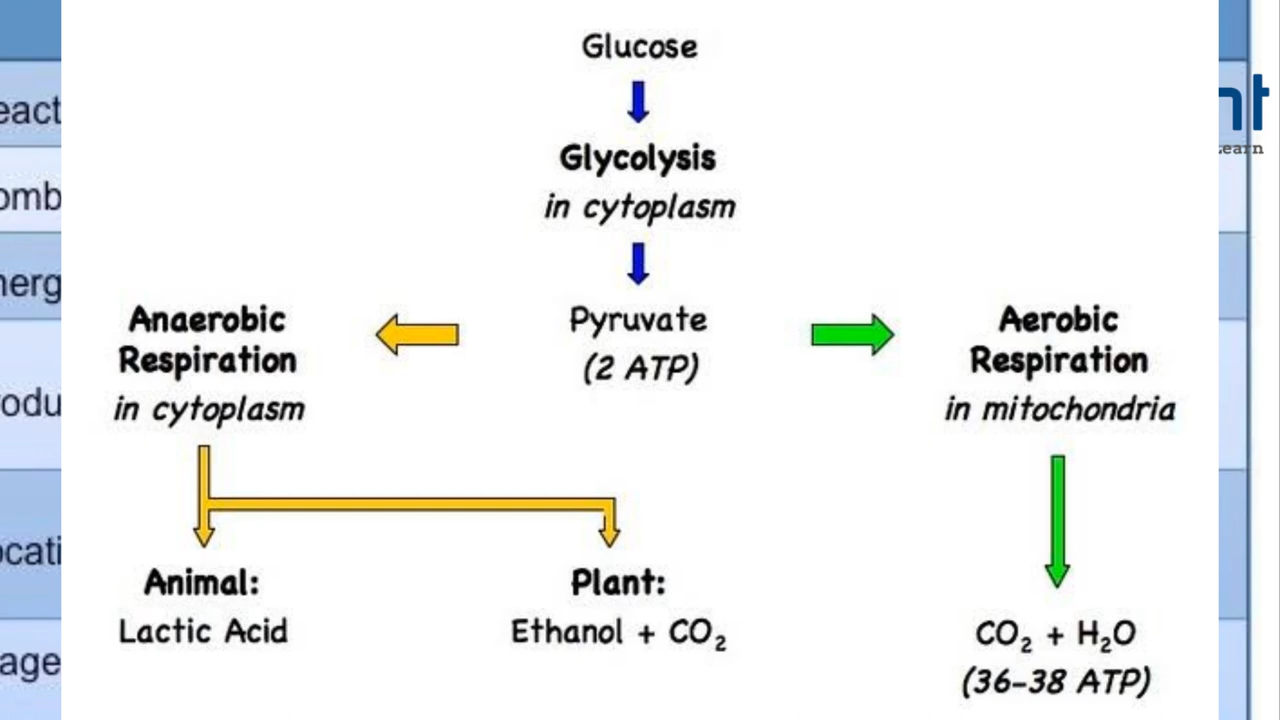 Glucose
Glycolysis
in cytoplasm
Pyruvate
(2 ATP)
Anaerobic
Respiration
in cytoplasm
Aerobic
Respiration
in mitochondria
Animal:
Lactic Acid
Plant:
Ethanol + CO₂
CO₂ + H₂O
(36-38 ATP)